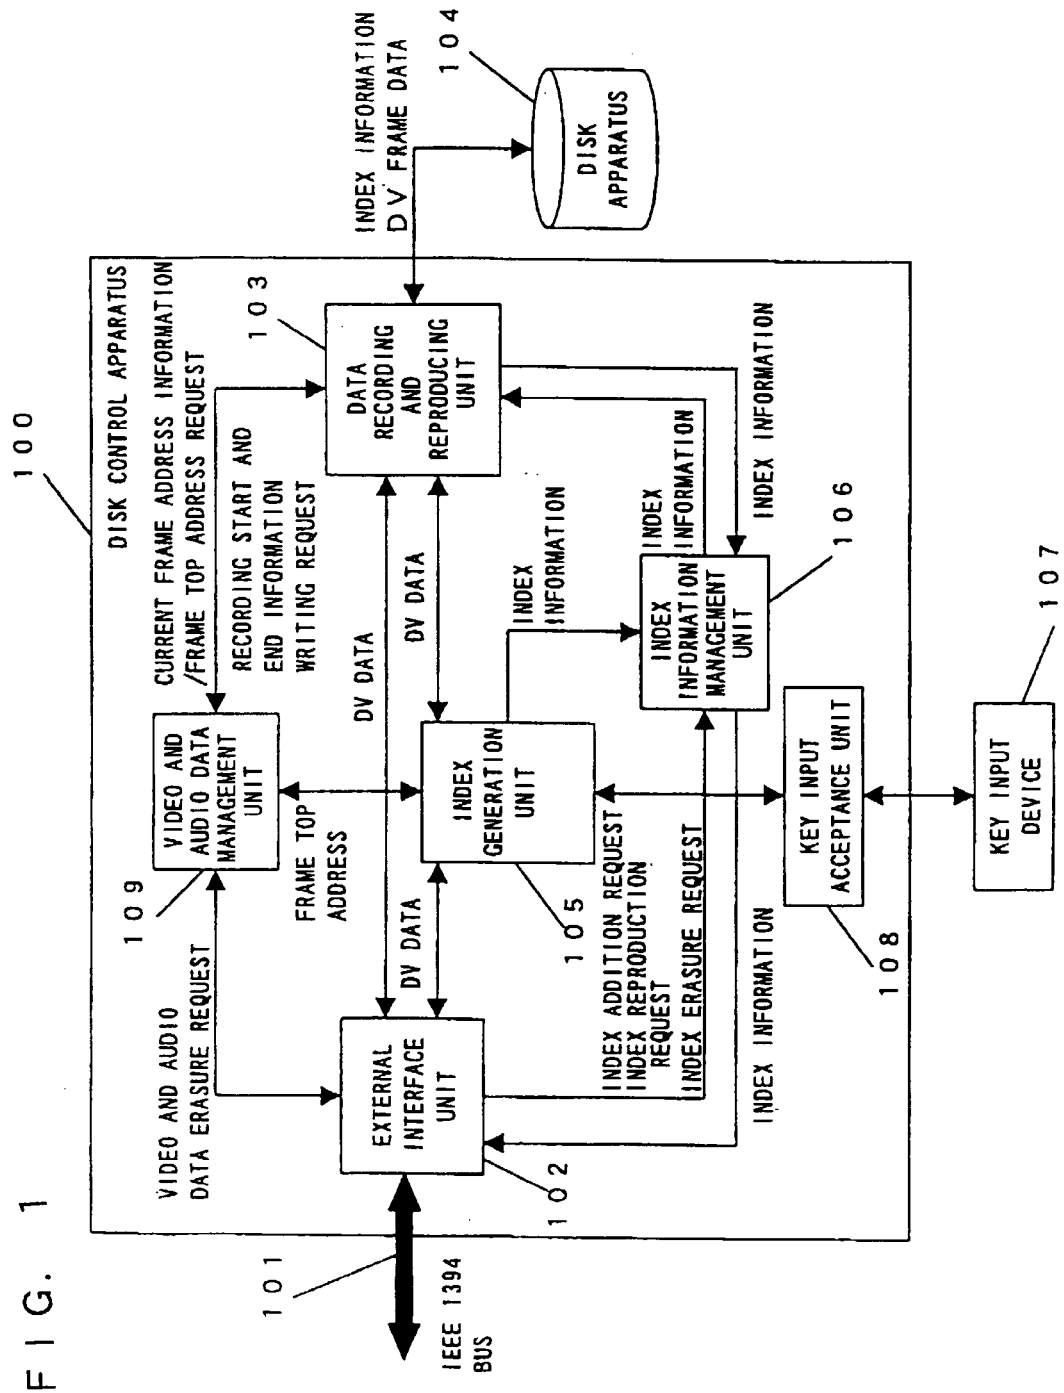 FIG. 1
100
DISK CONTROL APPARATUS
VIDEO AND AUDIO
DATA ERASURE REQUEST
109
VIDEO AND
AUDIO DATA
MANAGEMENT
UNIT
CURRENT FRAME ADDRESS INFORMATION
/FRAME TOP ADDRESS REQUEST
RECORDING START AND
END INFORMATION
WRITING REQUEST
103
INDEX INFORMATION
DV FRAME DATA
104
FRAME TOP
ADDRESS
DV DATA
101
IEEE 1394
BUS
EXTERNAL
INTERFACE
UNIT
102
DV DATA
INDEX
GENERATION
UNIT
105
DV DATA
DATA
RECORDING
AND
REPRODUCING
UNIT
DISK
APPARATUS
INDEX
INFORMATION
INDEX ADDITION REQUEST
INDEX REPRODUCTION
REQUEST
INDEX ERASURE REQUEST
INDEX
INFORMATION
MANAGEMENT
UNIT
INDEX
INFORMATION
INDEX INFORMATION
INDEX INFORMATION
106
KEY INPUT
ACCEPTANCE UNIT
108
KEY INPUT
DEVICE
107